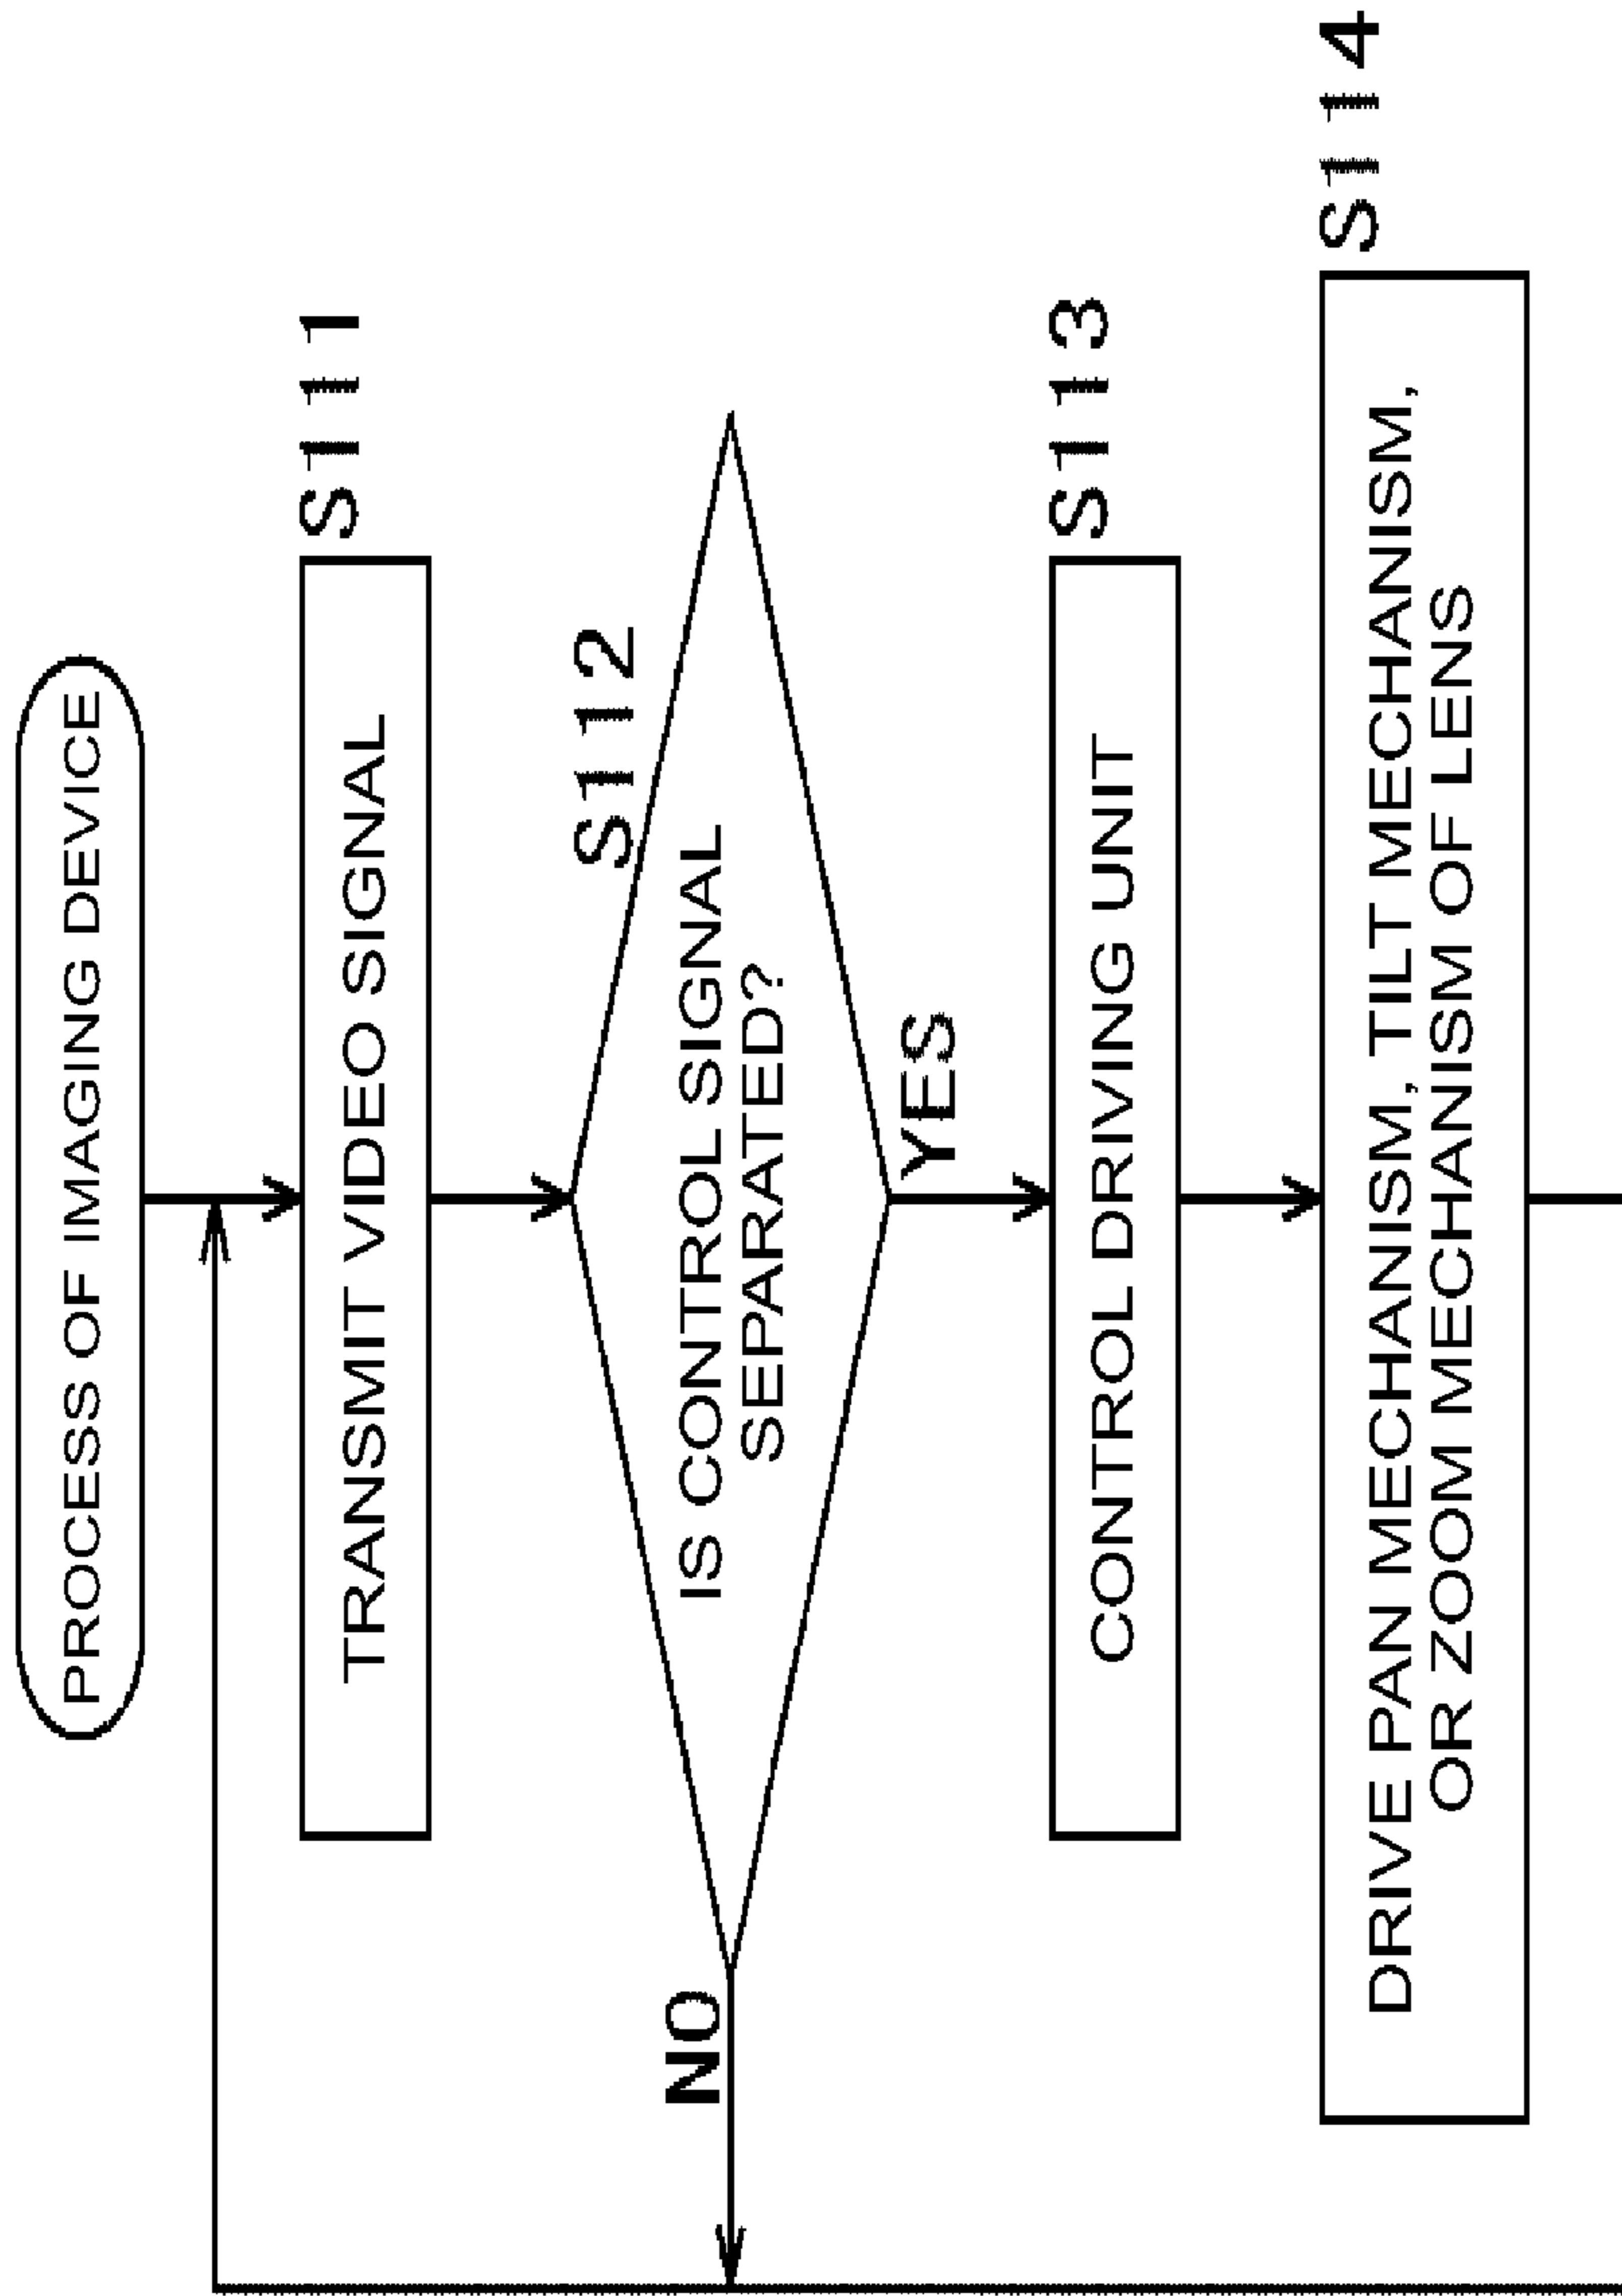 PROCESS OF IMAGING DEVICE
S111
TRANSMIT VIDEO SIGNAL
S112
IS CONTROL SIGNAL
SEPARATED?
NO
YES
S113
CONTROL DRIVING UNIT
S114
DRIVE PAN MECHANISM, TILT MECHANISM,
OR ZOOM MECHANISM OF LENS